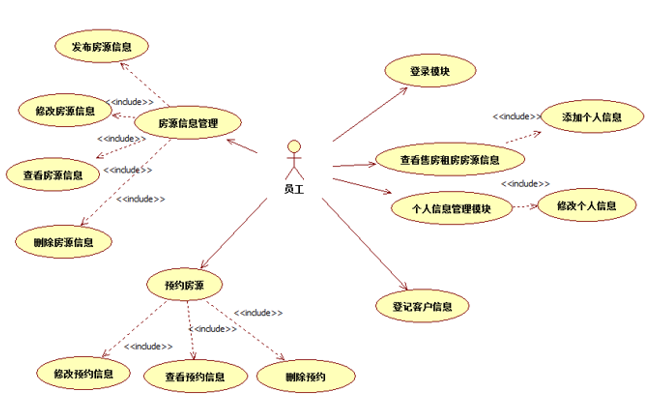 发布房源信息
登录模块
<<include>>
修改房源信息
房源信息管理
<<include>>
添加个人信息
<<include>>
查看房源信息
<<include>>
查看售房租房房源信息
<<include>>
员工
<<include>>
个人信息管理模块
修改个人信息
删除房源信息
预约房源
登记客户信息
<<include>>
<<include>>
<<include>>
修改预约信息
查看预约信息
删除预约